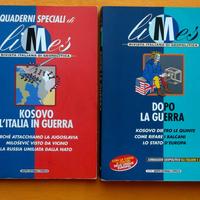 QUADERNI SPECIALI di
LiMes
RIVISTA ITALIANA DI GEOPOLITICA
KOSOVO
L'ITALIA IN GUERRA
PERCHÉ ATTACCHIAMO LA JUGOSLAVIA
MILOSEVIC VISTO DA VICINO
LA RUSSIA UMILIATA DALLA NATO
LiMes
RIVISTA ITALIANA DI GEOPOLITICA
DOPO
LA GUERRA
KOSOVO DIETRO LE QUINTE
COME RIFARE I BALCANI
LO STATO D'EUROPA